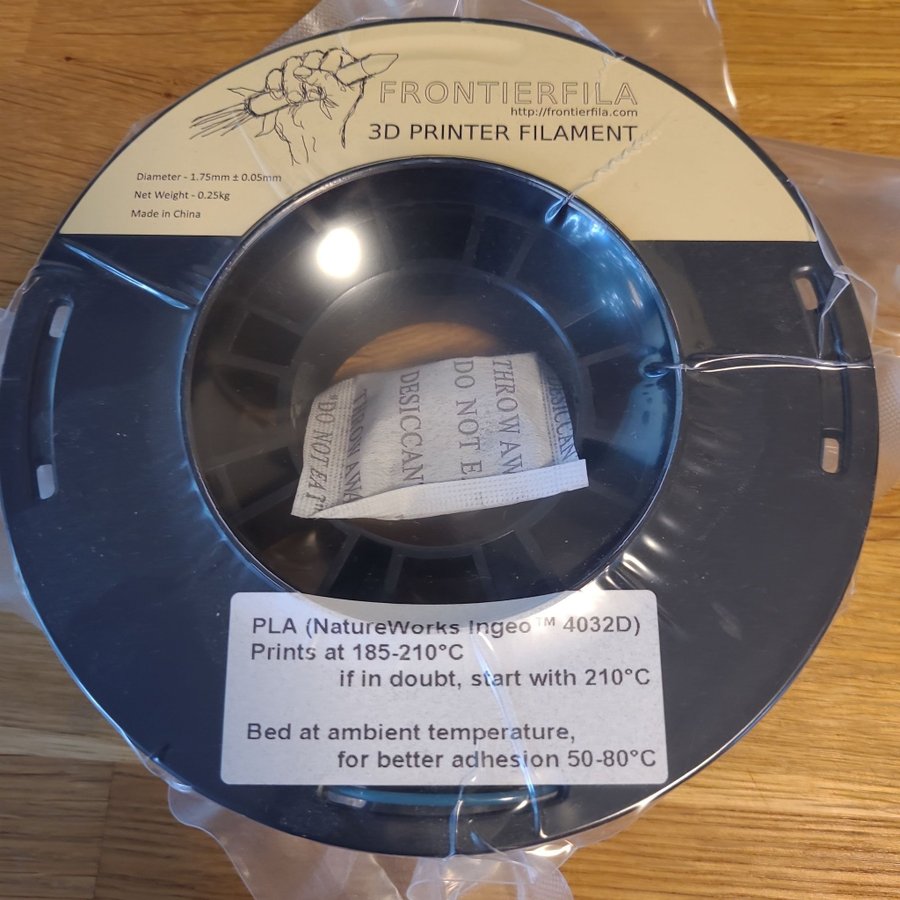 FRONTIERFILA
http://frontierfila.com
3D PRINTER FILAMENT
Diameter - 1.75mm ± 0.05mm
Net Weight - 0.25kg
Made in China
"DO NOT EAT"
THROW AWA
DESICCAN
DO NOT E
THROW AW
DESICCAN
PLA (NatureWorks Ingeo™ 4032D)
Prints at 185-210°C
if in doubt, start with 210°C
Bed at ambient temperature,
for better adhesion 50-80°C